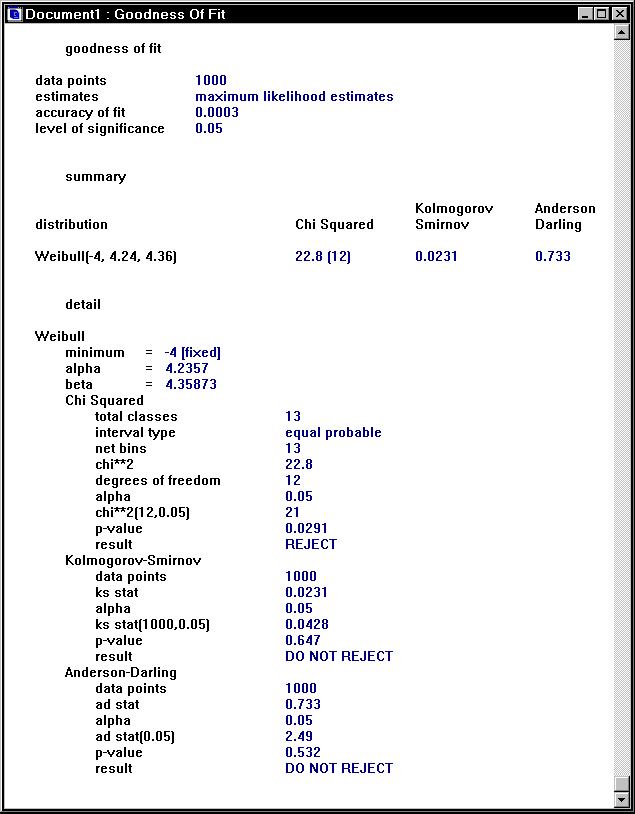 Document1 : Goodness Of Fit
goodness of fit
data points 1000
estimates maximum likelihood estimates
accuracy of fit 0.0003
level of significance 0.05
summary
Kolmogorov Anderson
distribution Chi Squared Smirnov Darling
Weibull(-4, 4.24, 4.36) 22.8 (12) 0.0231 0.733
detail
Weibull
minimum = -4 [fixed]
alpha = 4.2357
beta = 4.35873
Chi Squared
total classes 13
interval type equal probable
net bins 13
chi**2 22.8
degrees of freedom 12
alpha 0.05
chi**2(12,0.05) 21
p-value 0.0291
result REJECT
Kolmogorov-Smirnov
data points 1000
ks stat 0.0231
alpha 0.05
ks stat(1000,0.05) 0.0428
p-value 0.647
result DO NOT REJECT
Anderson-Darling
data points 1000
ad stat 0.733
alpha 0.05
ad stat(0.05) 2.49
p-value 0.532
result DO NOT REJECT